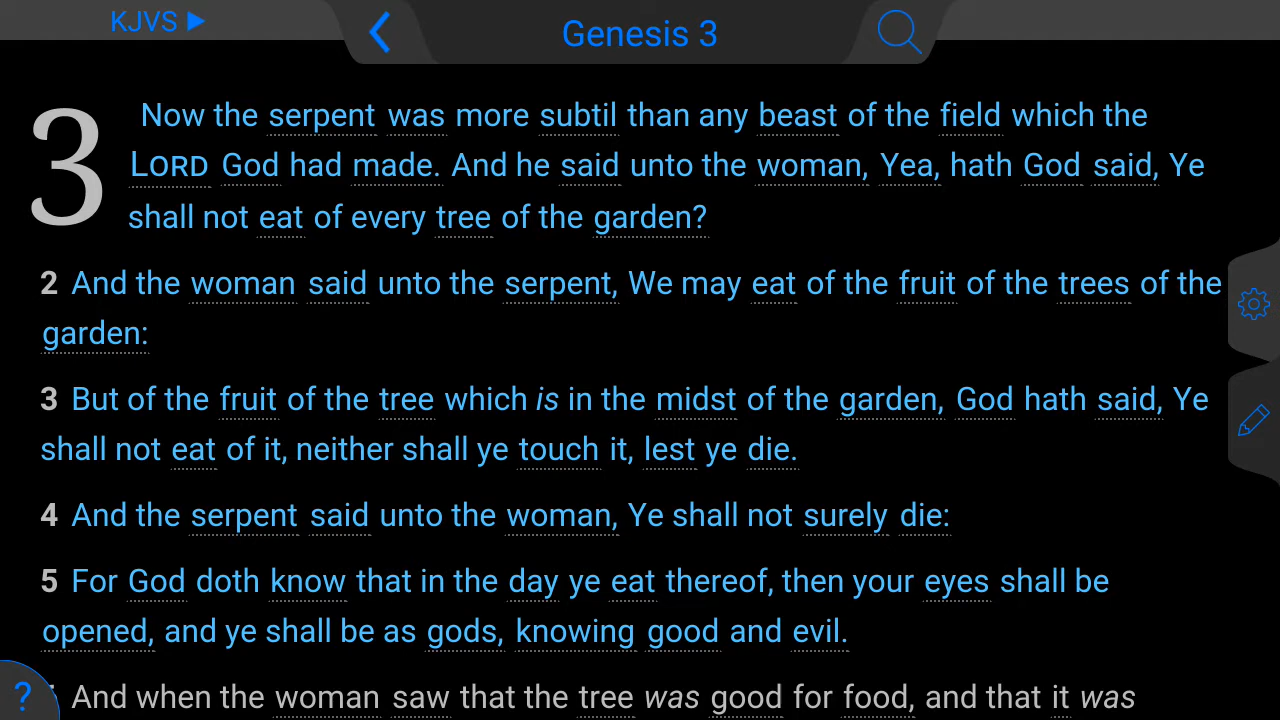 KJVS ▶
Genesis 3
3 Now the serpent was more subtil than any beast of the field which the
LORD God had made. And he said unto the woman, Yea, hath God said, Ye
shall not eat of every tree of the garden?
2 And the woman said unto the serpent, We may eat of the fruit of the trees of the
garden:
3 But of the fruit of the tree which is in the midst of the garden, God hath said, Ye
shall not eat of it, neither shall ye touch it, lest ye die.
4 And the serpent said unto the woman, Ye shall not surely die:
5 For God doth know that in the day ye eat thereof, then your eyes shall be
opened, and ye shall be as gods, knowing good and evil.
? And when the woman saw that the tree was good for food, and that it was